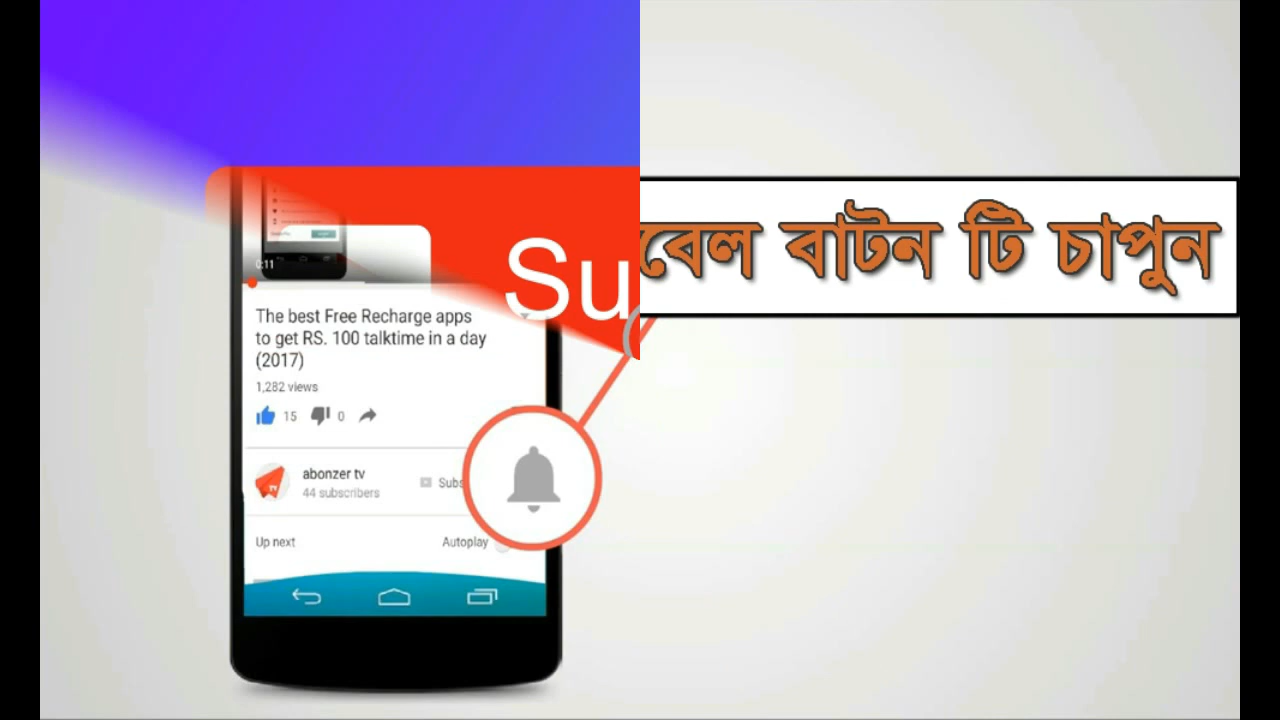 Su
বেল বাটন টি চাপুন
0:11
The best Free Recharge apps
to get RS. 100 talktime in a day
(2017)
1,282 views
15 0
abonzer tv
44 subscribers
Subs
Up next
Autoplay